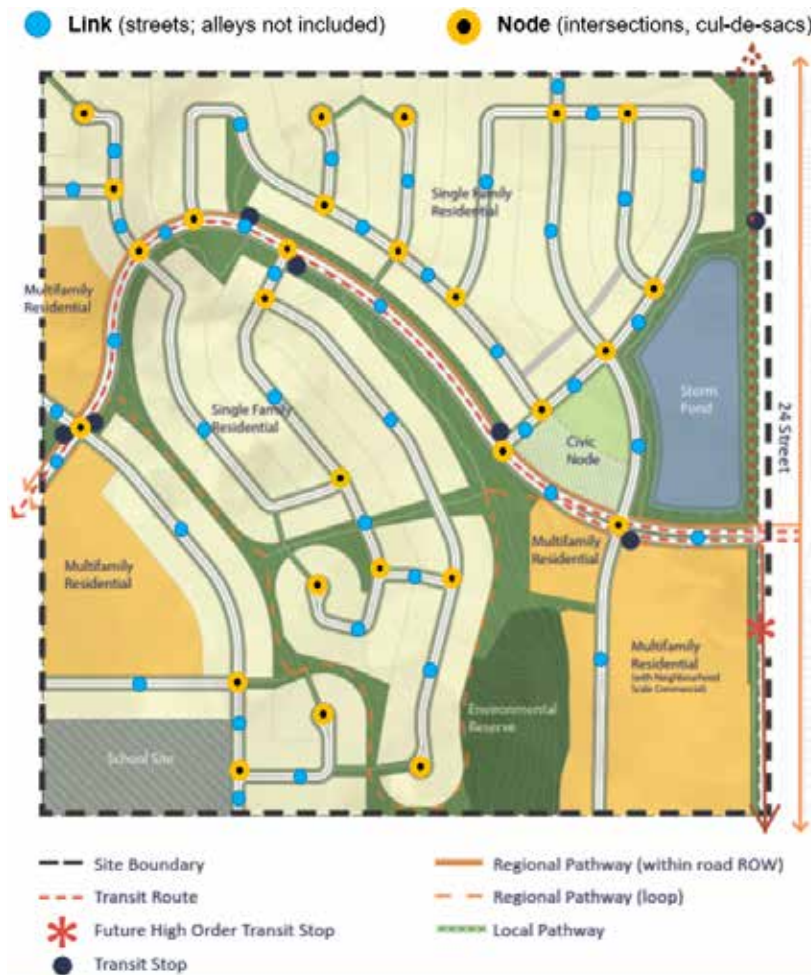 Link (streets; alleys not included)
Node (intersections, cul-de-sacs)
Single Family
Residential
Multifamily
Residential
Single Family
Residential
Storm
Pond
24 Street
Civic
Node
Multifamily
Residential
Multifamily
Residential
Multifamily
Residential
(with Neighbourhood
Scale Commercial)
Environmental
Reserve
School Site
Site Boundary
Regional Pathway (within road ROW)
Transit Route
Regional Pathway (loop)
Future High Order Transit Stop
Local Pathway
Transit Stop